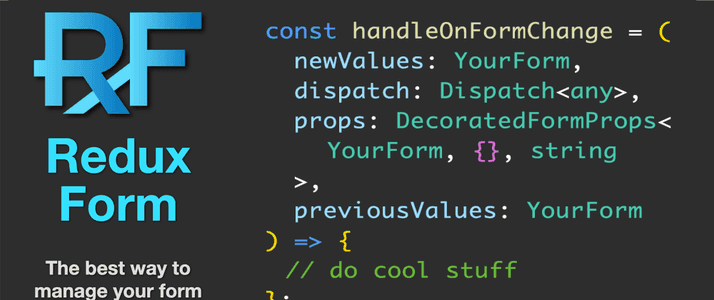 RF
Redux
Form
The best way to
manage your form
const handleOnFormChange = (
newValues: YourForm,
dispatch: Dispatch<any>,
props: DecoratedFormProps<
YourForm, {}, string
>,
previousValues: YourForm
) => {
// do cool stuff
};